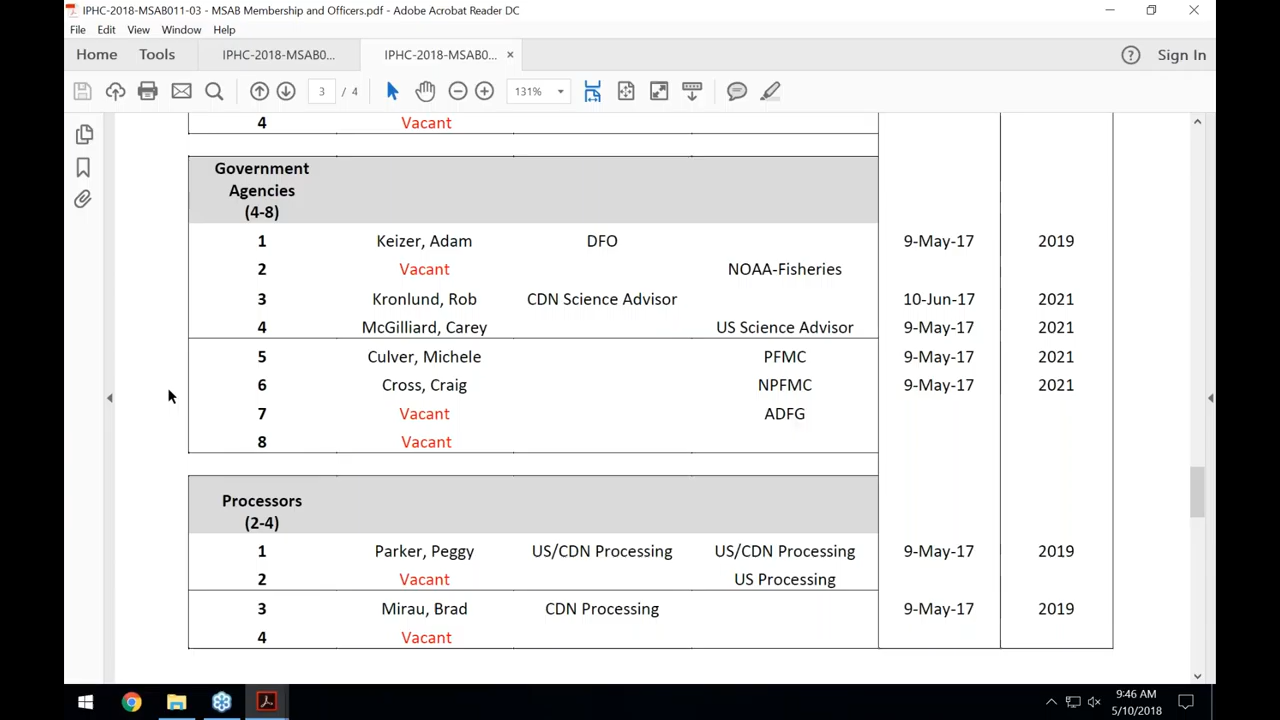 IPHC-2018-MSAB011-03 - MSAB Membership and Officers.pdf - Adobe Acrobat Reader DC
File Edit View Window Help
Home Tools IPHC-2018-MSAB0... IPHC-2018-MSAB0... × ? Sign In
3 / 4 131%
4 Vacant
Government
Agencies
(4-8)
1 Keizer, Adam DFO 9-May-17 2019
2 Vacant NOAA-Fisheries
3 Kronlund, Rob CDN Science Advisor 10-Jun-17 2021
4 McGilliard, Carey US Science Advisor 9-May-17 2021
5 Culver, Michele PFMC 9-May-17 2021
6 Cross, Craig NPFMC 9-May-17 2021
7 Vacant ADFG
8 Vacant
Processors
(2-4)
1 Parker, Peggy US/CDN Processing US/CDN Processing 9-May-17 2019
2 Vacant US Processing
3 Mirau, Brad CDN Processing 9-May-17 2019
4 Vacant
9:46 AM
5/10/2018